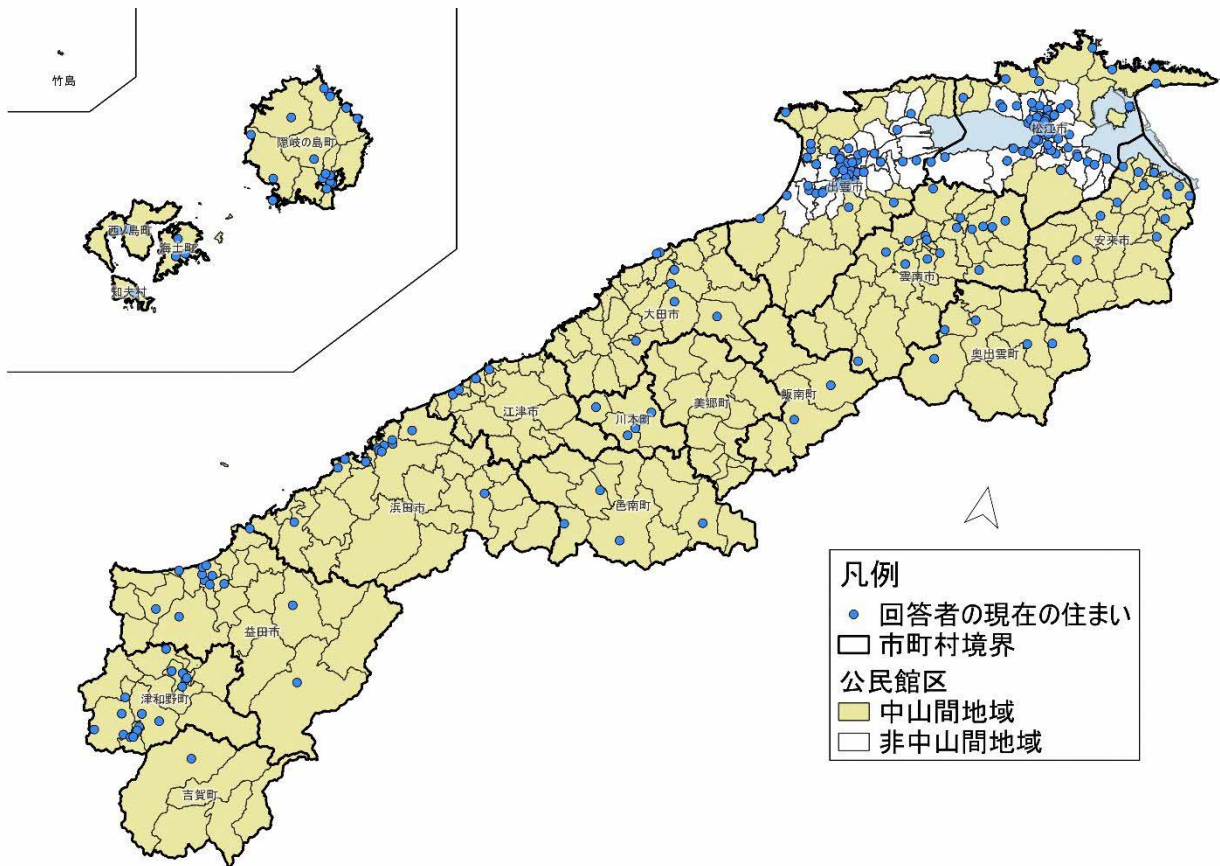 竹島
隠岐の島町
西ノ島町
海士町
知夫村
松江市
出雲市
安来市
雲南市
大田市
奥出雲町
飯南町
美郷町
川本町
江津市
邑南町
浜田市
益田市
津和野町
吉賀町
凡例
回答者の現在の住まい
市町村境界
公民館区
中山間地域
非中山間地域